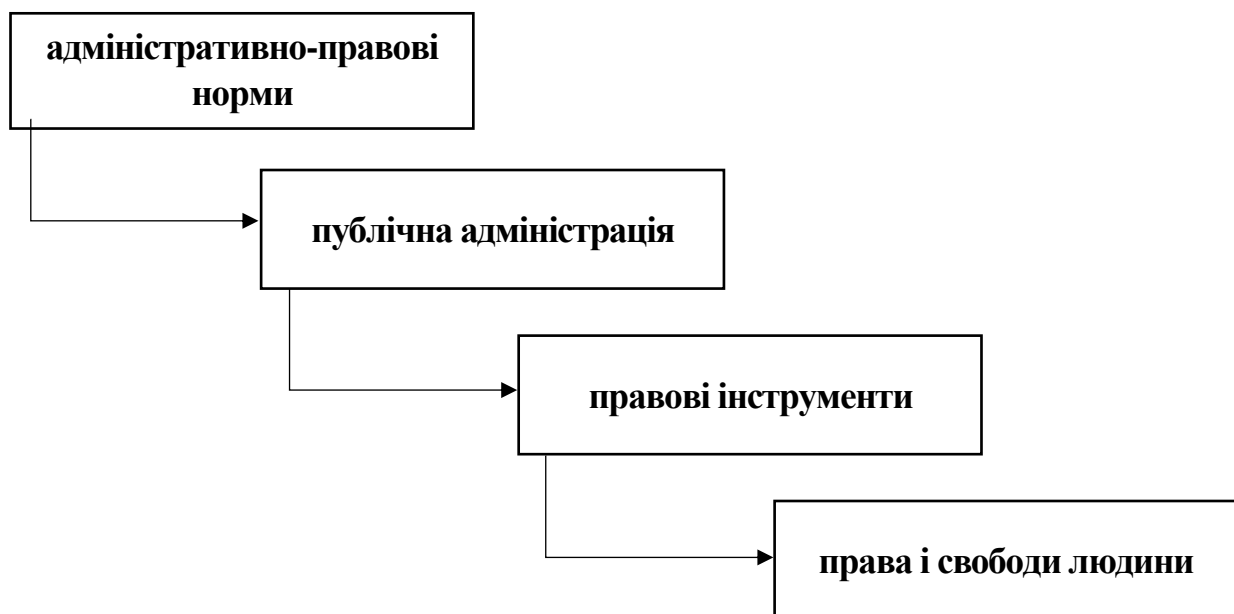 адміністративно-правові
норми
публічна адміністрація
правові інструменти
права і свободи людини